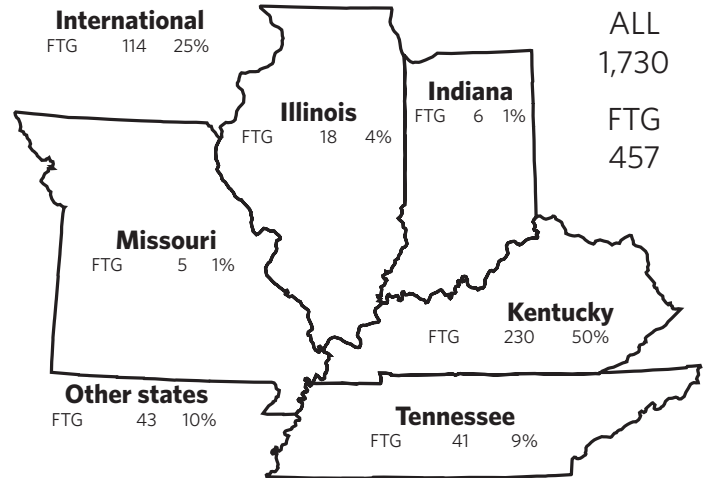 International
FTG 114 25%
ALL
1,730
FTG
457
Illinois
FTG 18 4%
Indiana
FTG 6 1%
Missouri
FTG 5 1%
Kentucky
FTG 230 50%
Other states
FTG 43 10%
Tennessee
FTG 41 9%